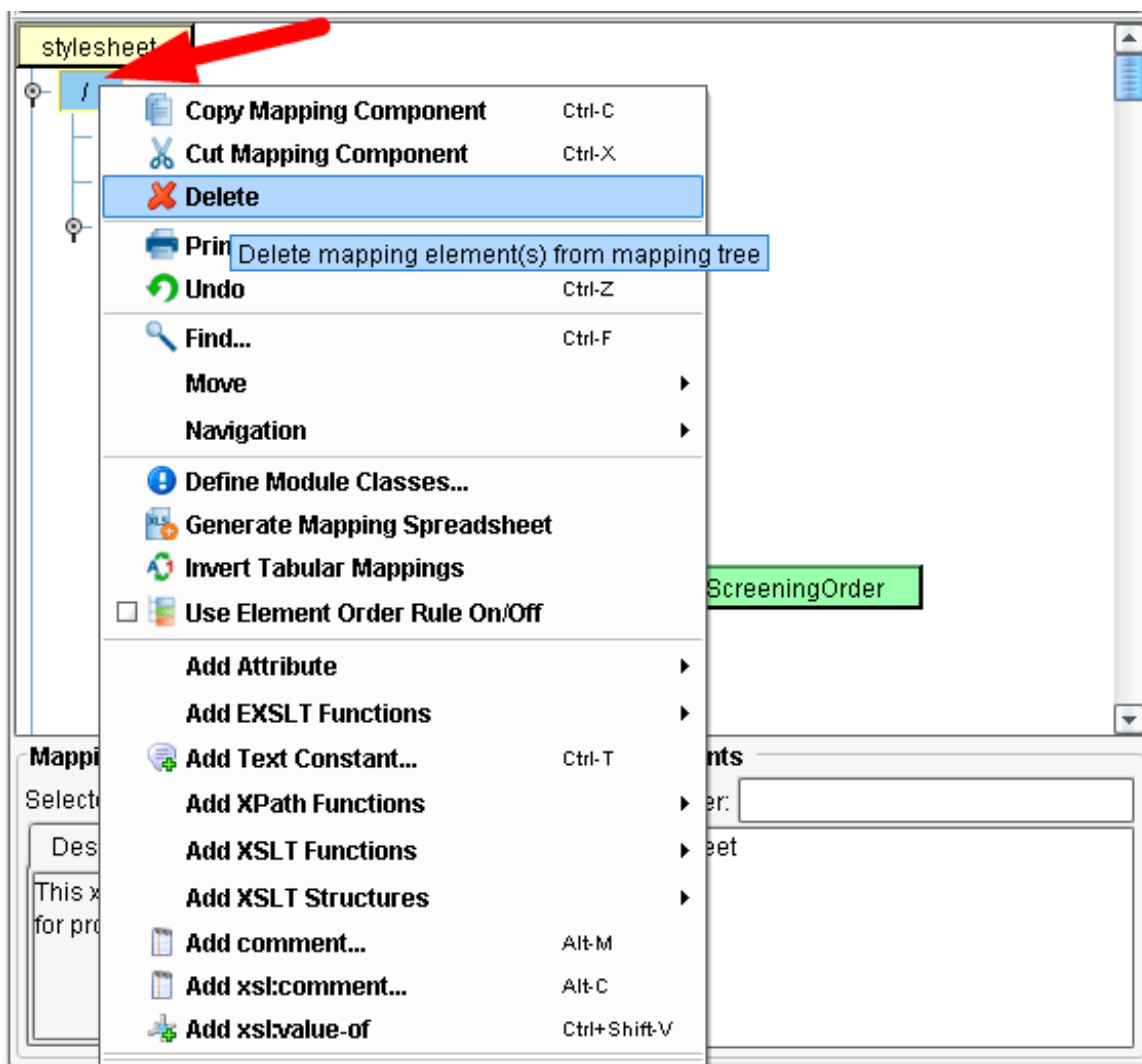 stylesheet
/
Copy Mapping Component Ctrl-C
Cut Mapping Component Ctrl-X
Delete
Delete mapping element(s) from mapping tree
Undo Ctrl-Z
Find... Ctrl-F
Move
Navigation
Define Module Classes...
Generate Mapping Spreadsheet
Invert Tabular Mappings
ScreeningOrder
Use Element Order Rule On/Off
Add Attribute
Add EXSLT Functions
Add Text Constant... Ctrl-T
Add XPath Functions
Add XSLT Functions
Add XSLT Structures
This
for
Add comment... Alt-M
Add xsl:comment... Alt-C
Add xsl:value-of Ctrl+Shift-V